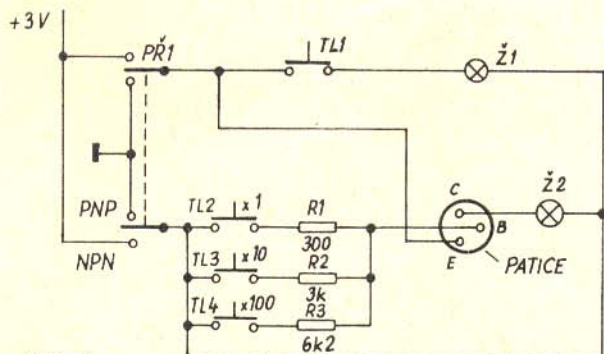 +3V
PŘ1
TL1
Ž1
PNP
NPN
TL2
x1
R1
300
TL3
x10
R2
3k
TL4
x100
R3
6k2
C
B
E
Ž2
PATICE